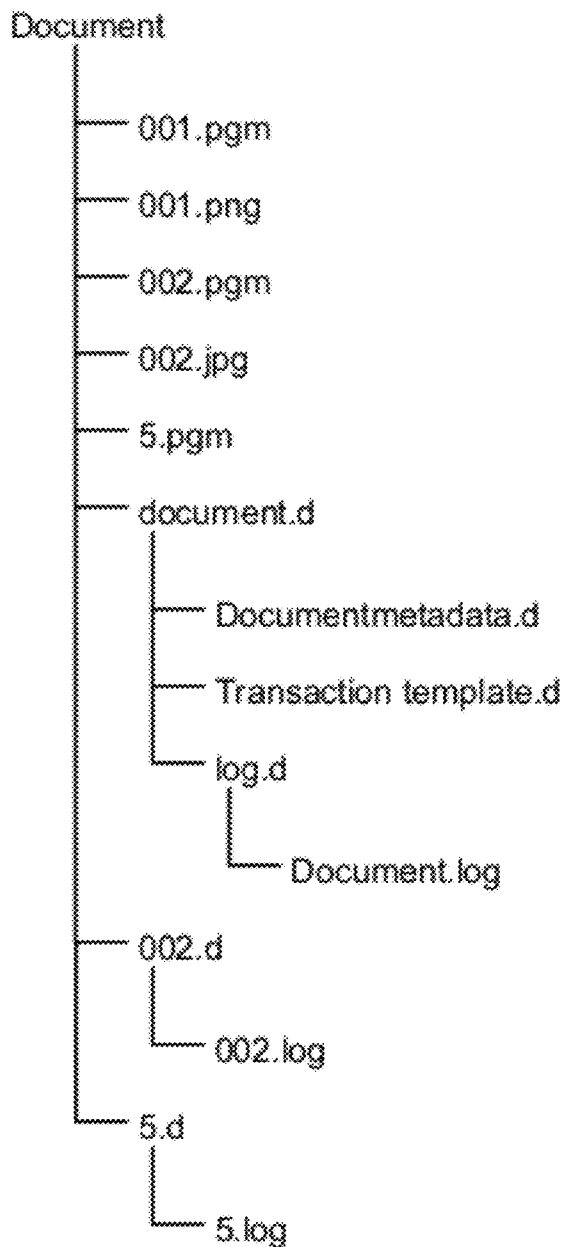 Document
001.pgm
001.png
002.pgm
002.jpg
5.pgm
document.d
Documentmetadata.d
Transaction template.d
log.d
Document.log
002.d
002.log
5.d
5.log